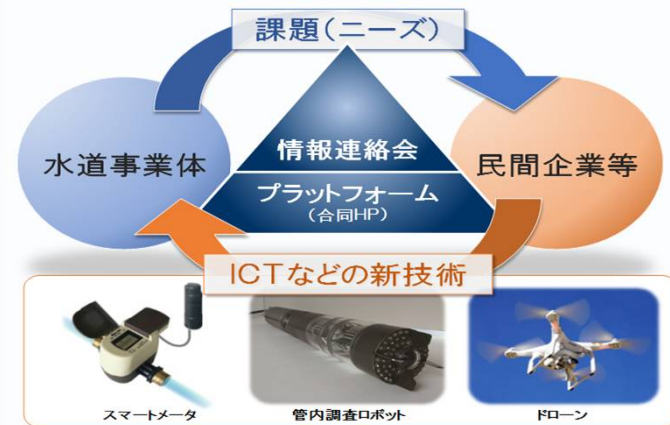 課題(ニーズ)
水道事業体
情報連絡会
プラットフォーム
(合同HP)
民間企業等
ICTなどの新技術
スマートメータ
管内調査ロボット
ドローン